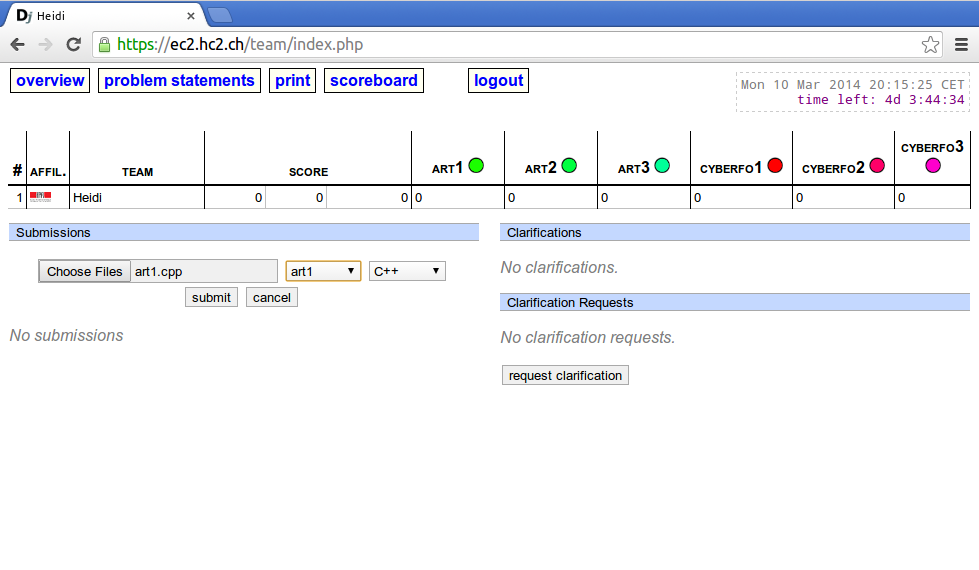 Dj Heidi
https://ec2.hc2.ch/team/index.php
overview problem statements print scoreboard logout
Mon 10 Mar 2014 20:15:25 CET
time left: 4d 3:44:34
# AFFIL. TEAM SCORE ART1 ART2 ART3 CYBERFO1 CYBERFO2 CYBERFO3
1 Heidi 0 0 0 0 0 0 0 0 0
Submissions
Choose Files art1.cpp art1 C++
submit cancel
No submissions
Clarifications
No clarifications.
Clarification Requests
No clarification requests.
request clarification